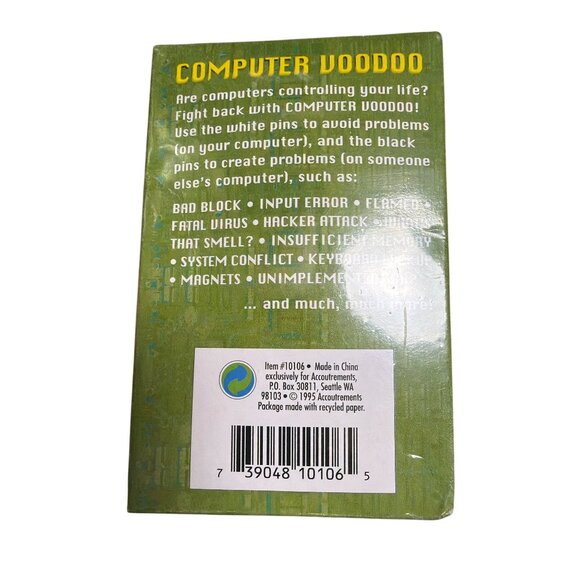 COMPUTER VOODOO
Are computers controlling your life?
Fight back with COMPUTER VOODOO!
Use the white pins to avoid problems
(on your computer), and the black
pins to create problems (on someone
else's computer), such as:
BAD BLOCK • INPUT ERROR • FLAMED •
FATAL VIRUS • HACKER ATTACK • WHAT'S
THAT SMELL? • INSUFFICIENT MEMORY
• SYSTEM CONFLICT • KEYBOARD
• MAGNETS •
... and much, much more!
Item #10106 • Made in China
exclusively for Accoutrements,
P.O. Box 30811, Seattle WA
98103 • © 1995 Accoutrements
Package made with recycled paper.
7 39048 10106 5